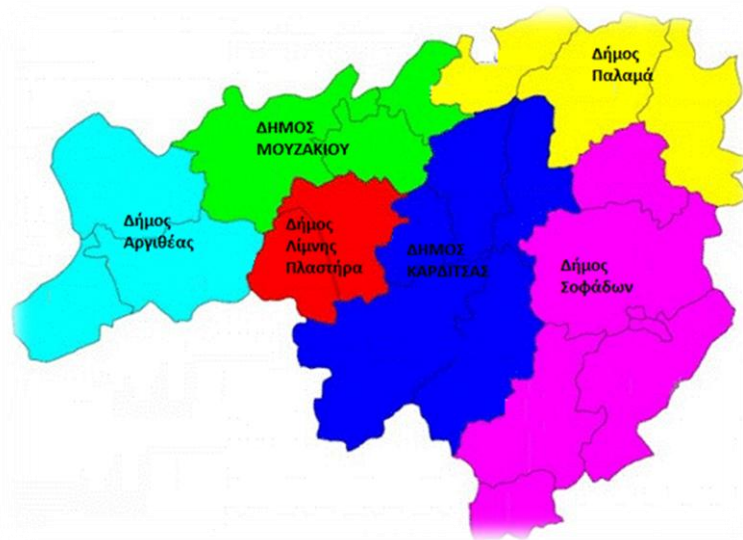 Δήμος
Παλαμά
ΔΗΜΟΣ
ΜΟΥΖΑΚΙΟΥ
Δήμος
Αργιθέας
Δήμος
Λίμνης
Πλαστήρα
ΔΗΜΟΣ
ΚΑΡΔΙΤΣΑΣ
Δήμος
Σοφάδων